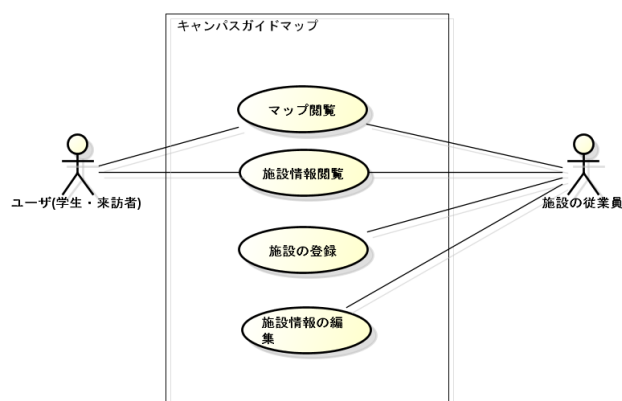 キャンパスガイドマップ
マップ閲覧
施設情報閲覧
ユーザ(学生・来訪者)
施設の従業員
施設の登録
施設情報の編
集